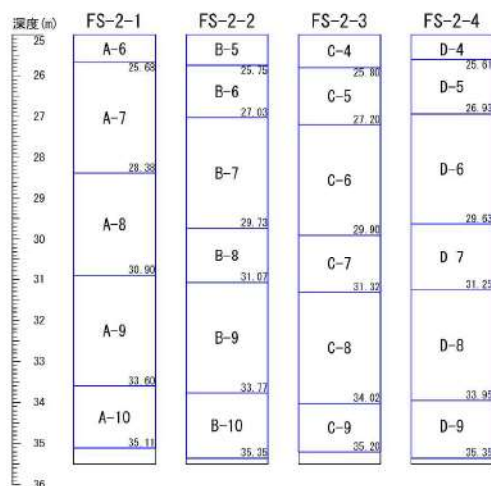 深度(m) FS-2-1 FS-2-2 FS-2-3 FS-2-4
25
26
27
28
29
30
31
32
33
34
35
36
A-6
25.68
A-7
28.38
A-8
30.90
A-9
33.60
A-10
35.11
B-5
25.75
B-6
27.03
B-7
29.73
B-8
31.07
B-9
33.77
B-10
35.35
C-4
25.80
C-5
27.20
C-6
29.90
C-7
31.32
C-8
34.02
C-9
35.20
D-4
25.61
D-5
26.93
D-6
29.63
D-7
31.25
D-8
33.95
D-9
35.35